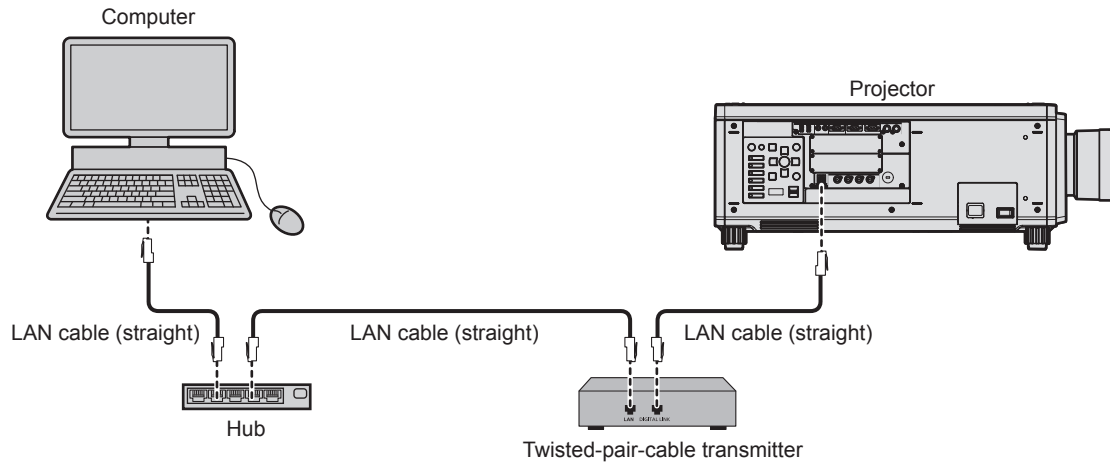 Computer
Projector
LAN cable (straight)
LAN cable (straight)
LAN cable (straight)
LAN
DIGITAL LINK
Hub
Twisted-pair-cable transmitter